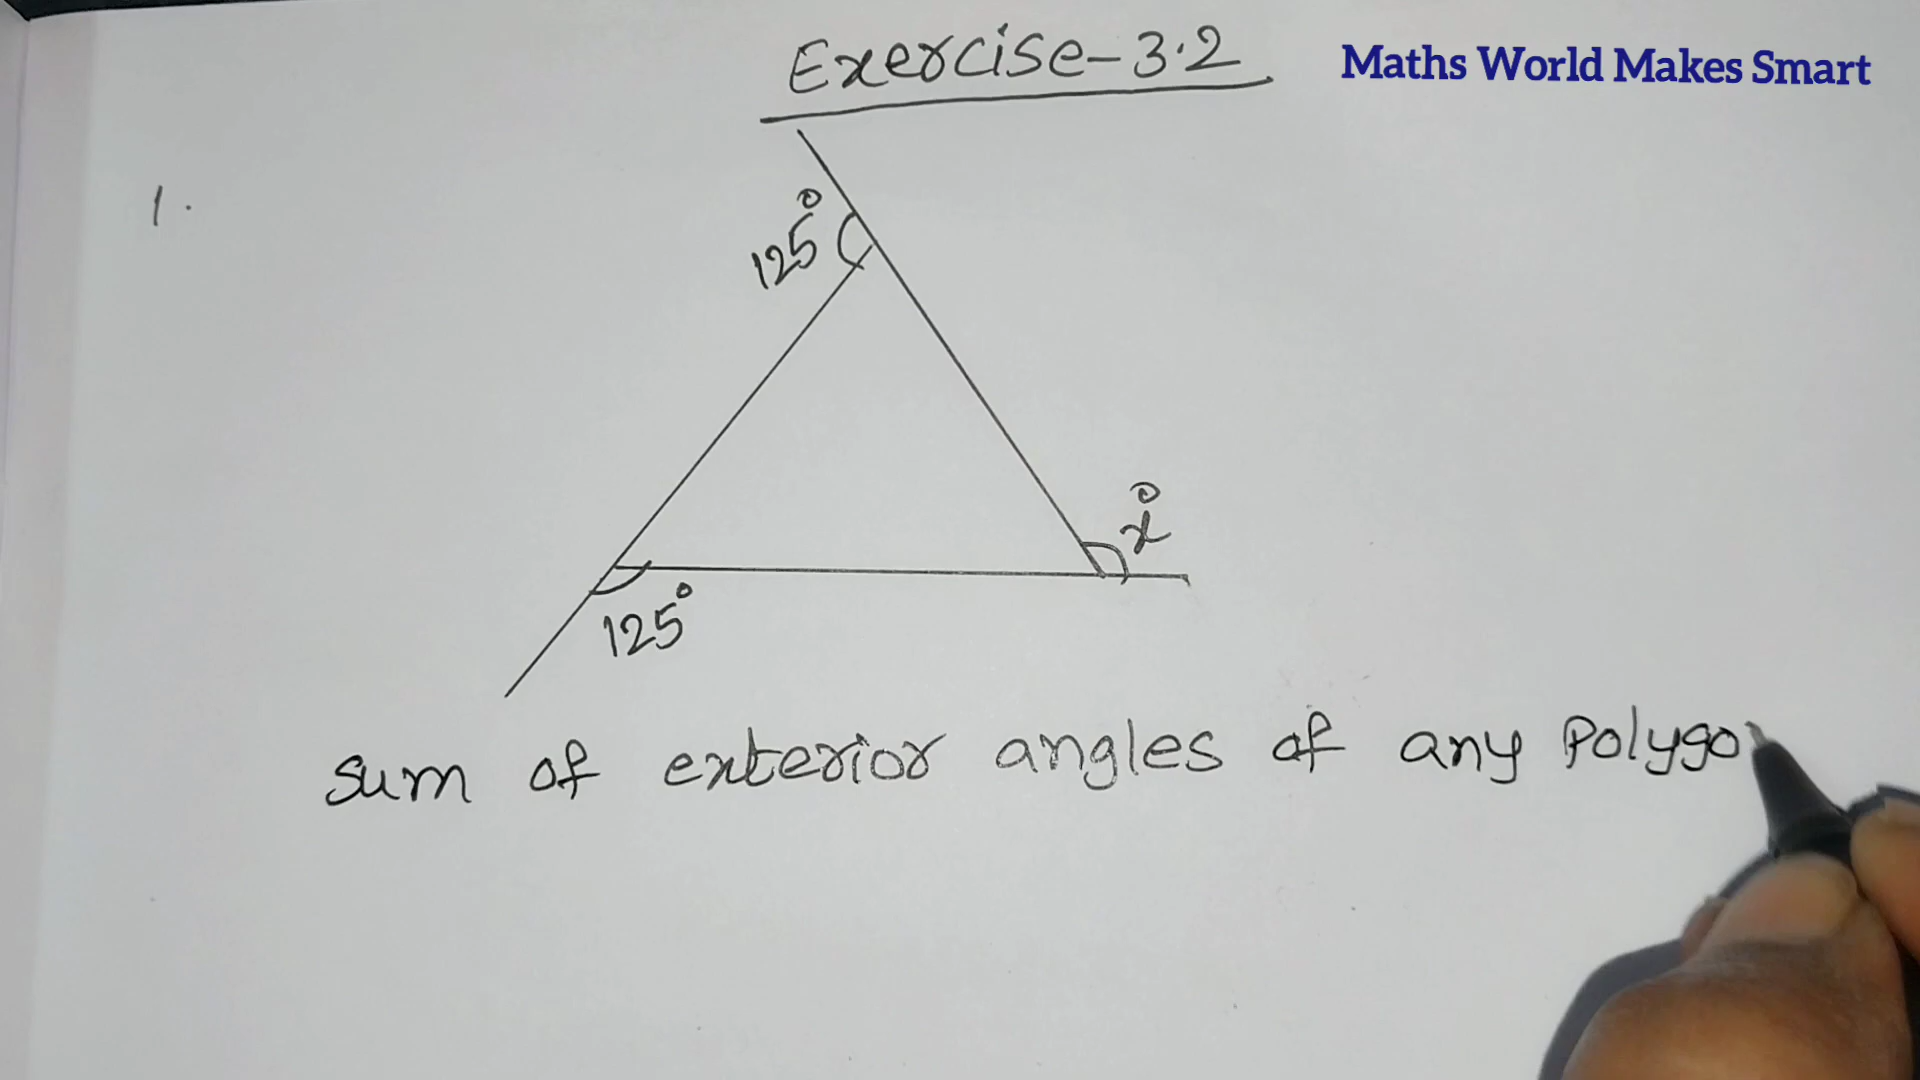 Exercise-3.2
Maths World Makes Smart
1.
125°
x°
125°
sum of exterior angles of any Polygo